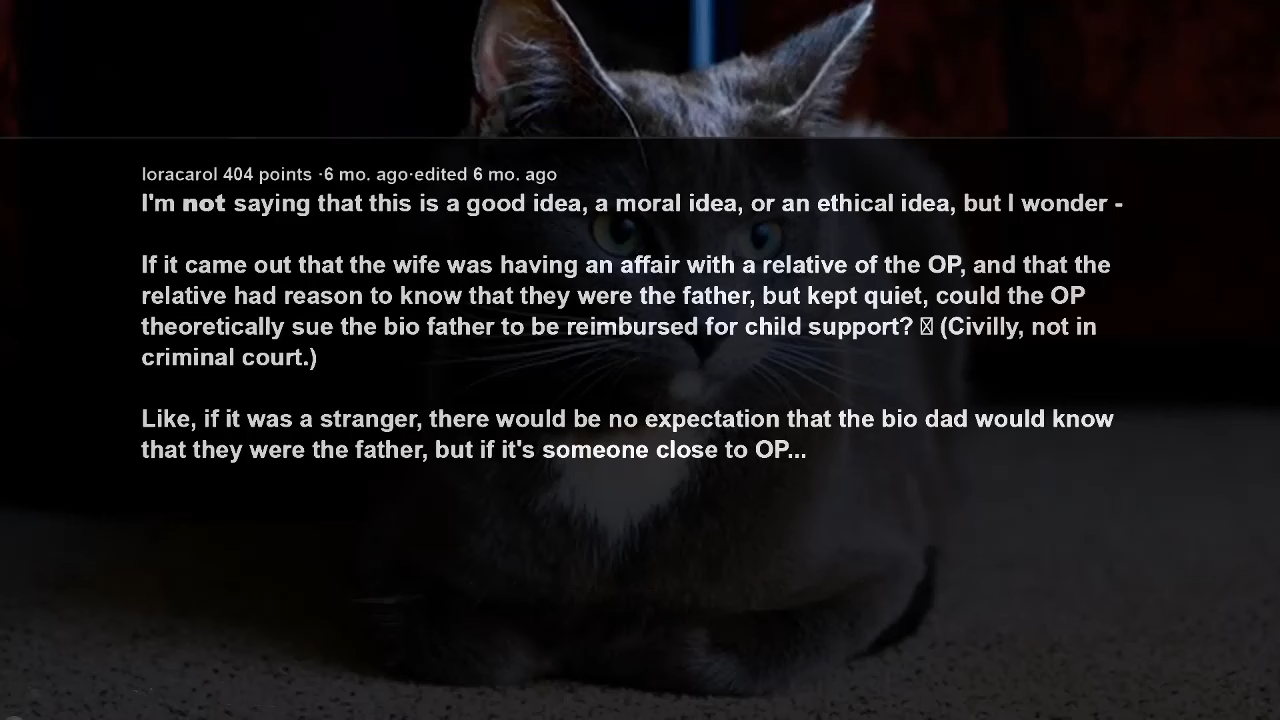 loracarol 404 points ·6 mo. ago·edited 6 mo. ago
I'm not saying that this is a good idea, a moral idea, or an ethical idea, but I wonder -
If it came out that the wife was having an affair with a relative of the OP, and that the
relative had reason to know that they were the father, but kept quiet, could the OP
theoretically sue the bio father to be reimbursed for child support? (Civilly, not in
criminal court.)
Like, if it was a stranger, there would be no expectation that the bio dad would know
that they were the father, but if it's someone close to OP...